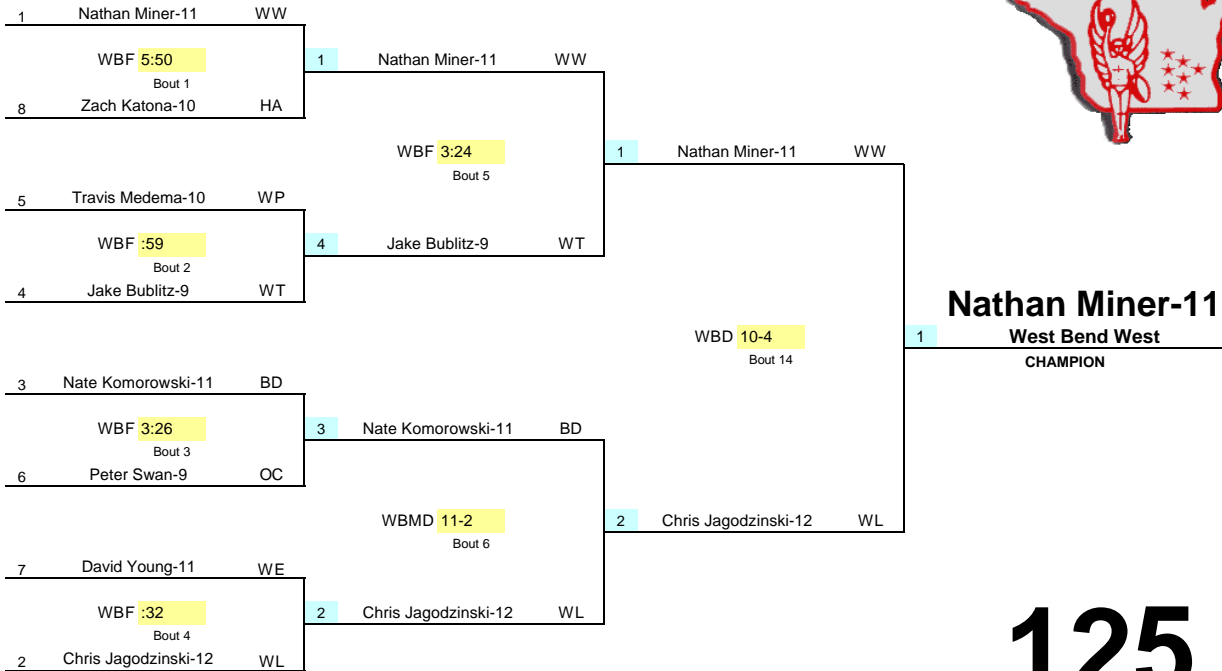 1 Nathan Miner-11 WW
WBF 5:50
Bout 1
8 Zach Katona-10 HA
5 Travis Medema-10 WP
WBF :59
Bout 2
4 Jake Bublitz-9 WT
3 Nate Komorowski-11 BD
WBF 3:26
Bout 3
6 Peter Swan-9 OC
7 David Young-11 WE
WBF :32
Bout 4
2 Chris Jagodzinski-12 WL
1 Nathan Miner-11 WW
WBF 3:24
Bout 5
4 Jake Bublitz-9 WT
3 Nate Komorowski-11 BD
WBMD 11-2
Bout 6
2 Chris Jagodzinski-12 WL
1 Nathan Miner-11 WW
WBD 10-4
Bout 14
2 Chris Jagodzinski-12 WL
Nathan Miner-11
1 West Bend West
CHAMPION
125